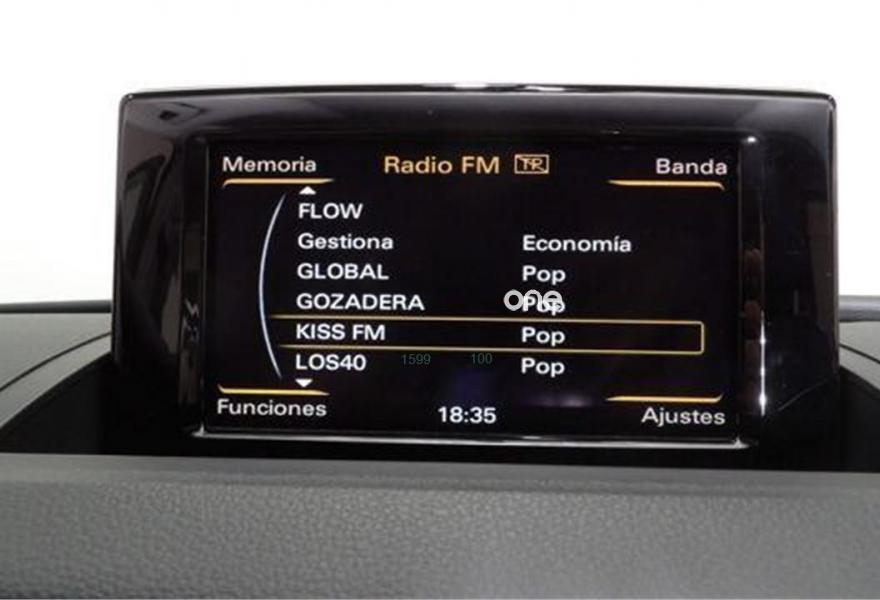 Memoria Radio FM TP Banda
FLOW
Gestiona Economía
GLOBAL Pop
GOZADERA Pop
one
KISS FM Pop
LOS40 Pop
1599 100
Funciones 18:35 Ajustes